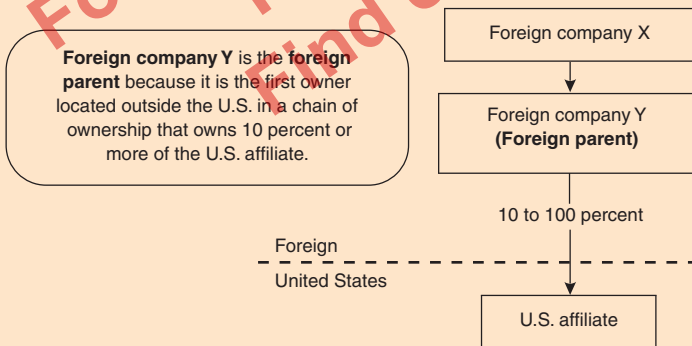 Fo
Find
Foreign company X
Foreign company Y is the foreign
parent because it is the first owner
located outside the U.S. in a chain of
ownership that owns 10 percent or
more of the U.S. affiliate.
Foreign company Y
(Foreign parent)
10 to 100 percent
Foreign
United States
U.S. affiliate